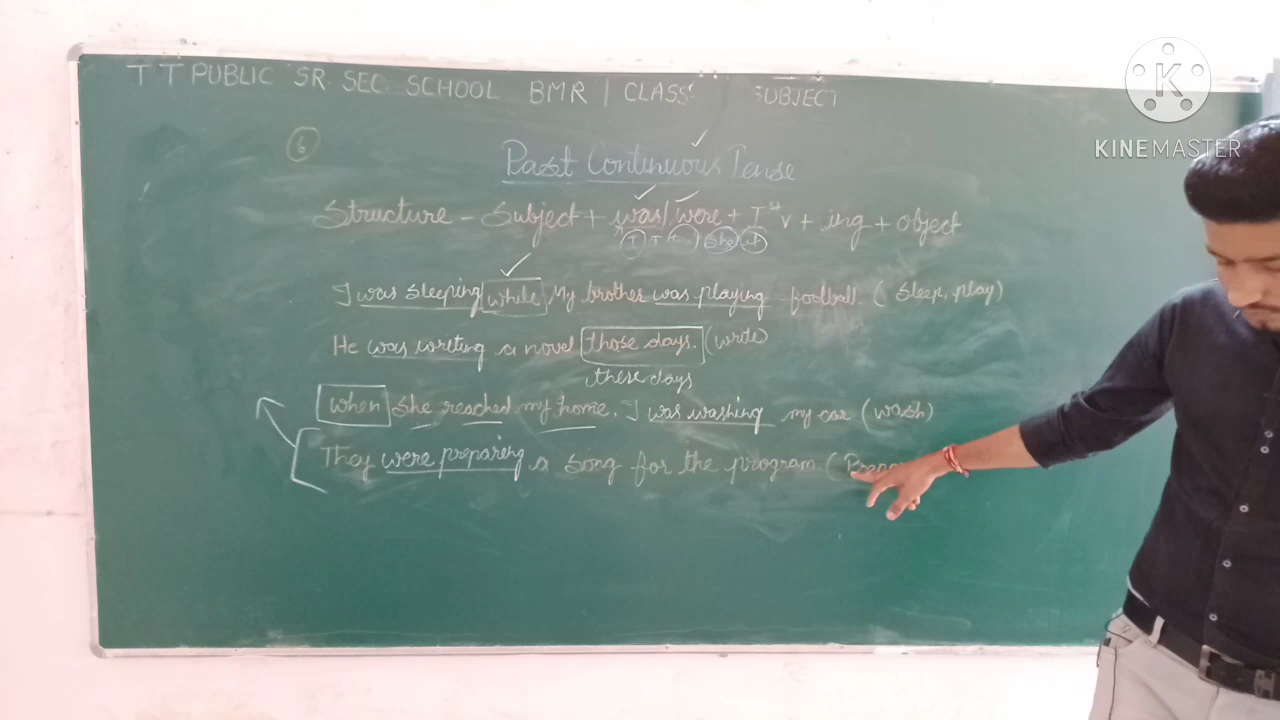 T T PUBLIC SR. SEC. SCHOOL BMR | CLASS SUBJECT
K
KINEMASTER
6
Past Continuous Tense
Structure - Subject + was/were + Ist v + ing + object
I She it
I was sleeping while My brother was playing football. (Sleep, play)
He was writing a novel those days. (write)
these days
when She reached my home. I was washing my car (wash)
They were preparing a song for the program (Prepa